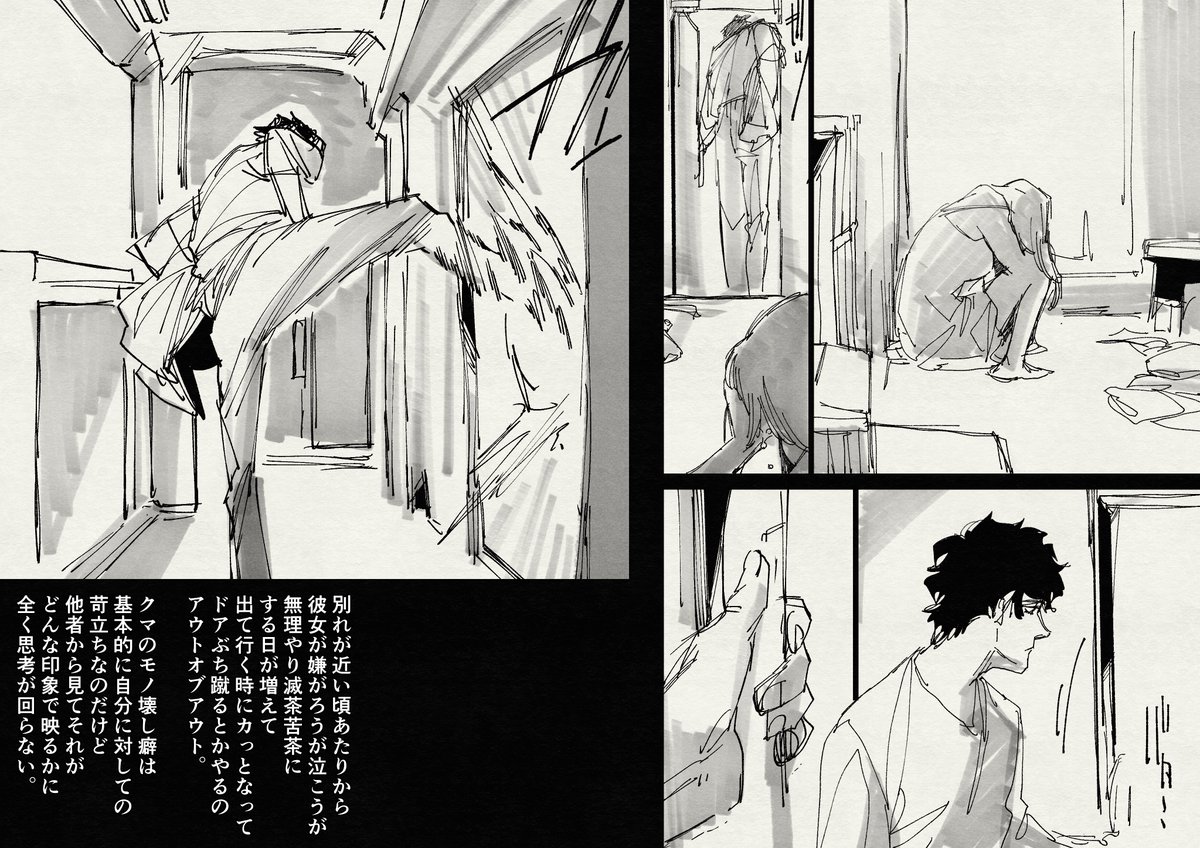 別れが近い頃あたりから
彼女が嫌がろうが泣こうが
無理やり滅茶苦茶に
する日が増えて
出て行く時にカっとなって
ドアぶち蹴るとかやるの
アウトオブアウト。
クマのモノ壊し癖は
基本的に自分に対しての
苛立ちなのだけど
他者から見てそれが
どんな印象で映るかに
全く思考が回らない。